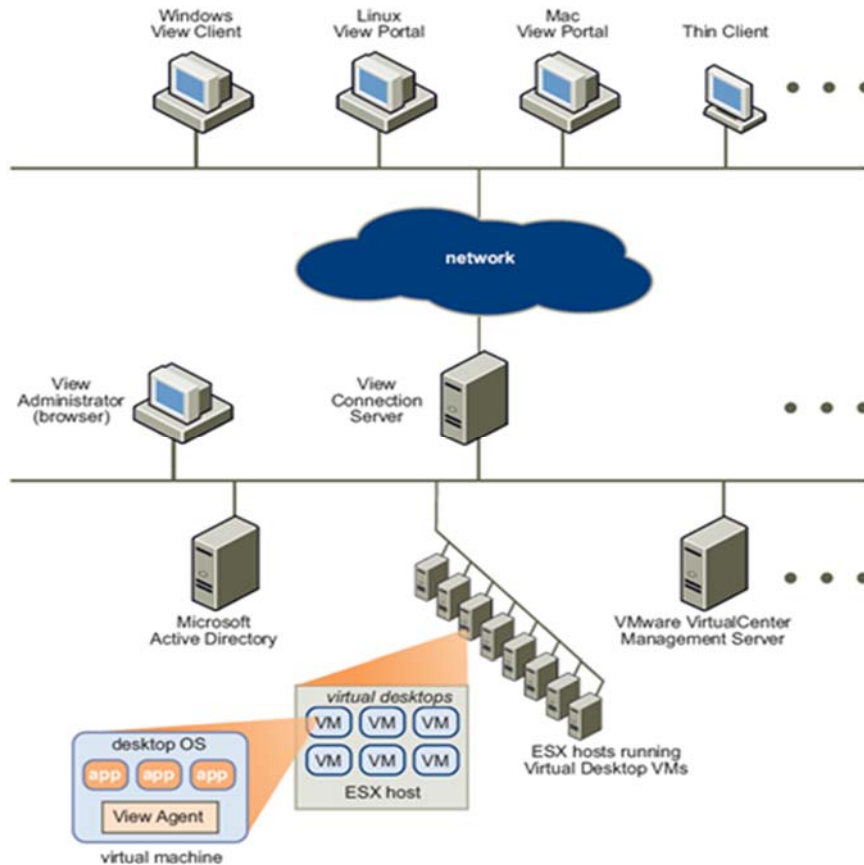 Windows
View Client
Linux
View Portal
Mac
View Portal
Thin Client
network
View
Administrator
(browser)
View
Connection
Server
Microsoft
Active Directory
VMware VirtualCenter
Management Server
virtual desktops
VM VM VM
VM VM VM
ESX host
ESX hosts running
Virtual Desktop VMs
desktop OS
app app app
View Agent
virtual machine